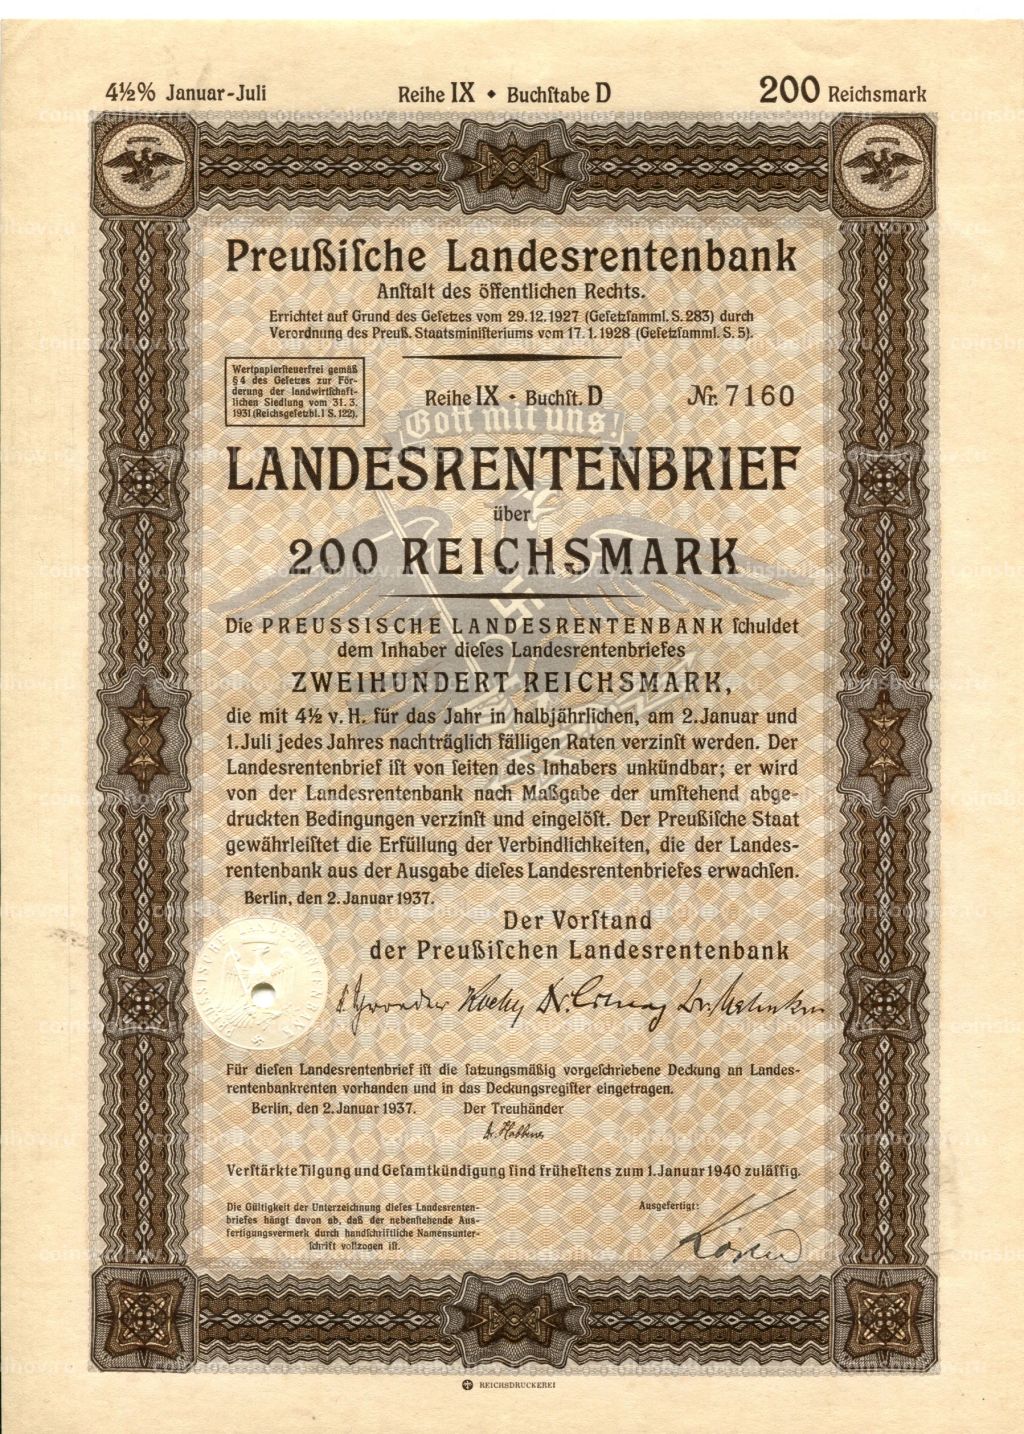 4½% Januar-Juli
Reihe IX ◆ Buchſtabe D
200 Reichsmark
Preußiſche Landesrentenbank
Anſtalt des öffentlichen Rechts.
Errichtet auf Grund des Geſetzes vom 29.12.1927 (Geſetzſamml. S. 283) durch
Verordnung des Preuß. Staatsminiſteriums vom 17.1.1928 (Geſetzſamml. S. 5).
Wertpapierſteuerfrei gemäß
§ 4 des Geſetzes zur För-
derung der landwirtſchaft-
lichen Siedlung vom 31. 3.
1931 (Reichsgeſetzbl. I S. 122).
Reihe IX ◆ Buchſt. D
Nr. 7160
Gott mit uns!
LANDESRENTENBRIEF
über
200 REICHSMARK
Die PREUSSISCHE LANDESRENTENBANK ſchuldet
dem Inhaber dieſes Landesrentenbriefes
ZWEIHUNDERT REICHSMARK,
die mit 4½ v. H. für das Jahr in halbjährlichen, am 2. Januar und
1. Juli jedes Jahres nachträglich fälligen Raten verzinſt werden. Der
Landesrentenbrief iſt von ſeiten des Inhabers unkündbar; er wird
von der Landesrentenbank nach Maßgabe der umſtehend abge-
druckten Bedingungen verzinſt und eingelöſt. Der Preußiſche Staat
gewährleiſtet die Erfüllung der Verbindlichkeiten, die der Landes-
rentenbank aus der Ausgabe dieſes Landesrentenbriefes erwachſen.
Berlin, den 2. Januar 1937.
Der Vorſtand
der Preußiſchen Landesrentenbank
PREUSSISCHE LANDESRENTENBANK
Für dieſen Landesrentenbrief iſt die ſatzungsmäßig vorgeſchriebene Deckung an Landes-
rentenbankrenten vorhanden und in das Deckungsregiſter eingetragen.
Berlin, den 2. Januar 1937.
Der Treuhänder
Verſtärkte Tilgung und Geſamtkündigung ſind früheſtens zum 1. Januar 1940 zuläſſig.
Die Gültigkeit der Unterzeichnung dieſes Landesrenten-
briefes hängt davon ab, daß der nebenſtehende Aus-
fertigungsvermerk durch handſchriftliche Namensunter-
ſchrift vollzogen iſt.
Ausgefertigt:
REICHSDRUCKEREI
coinsbolhov.ru